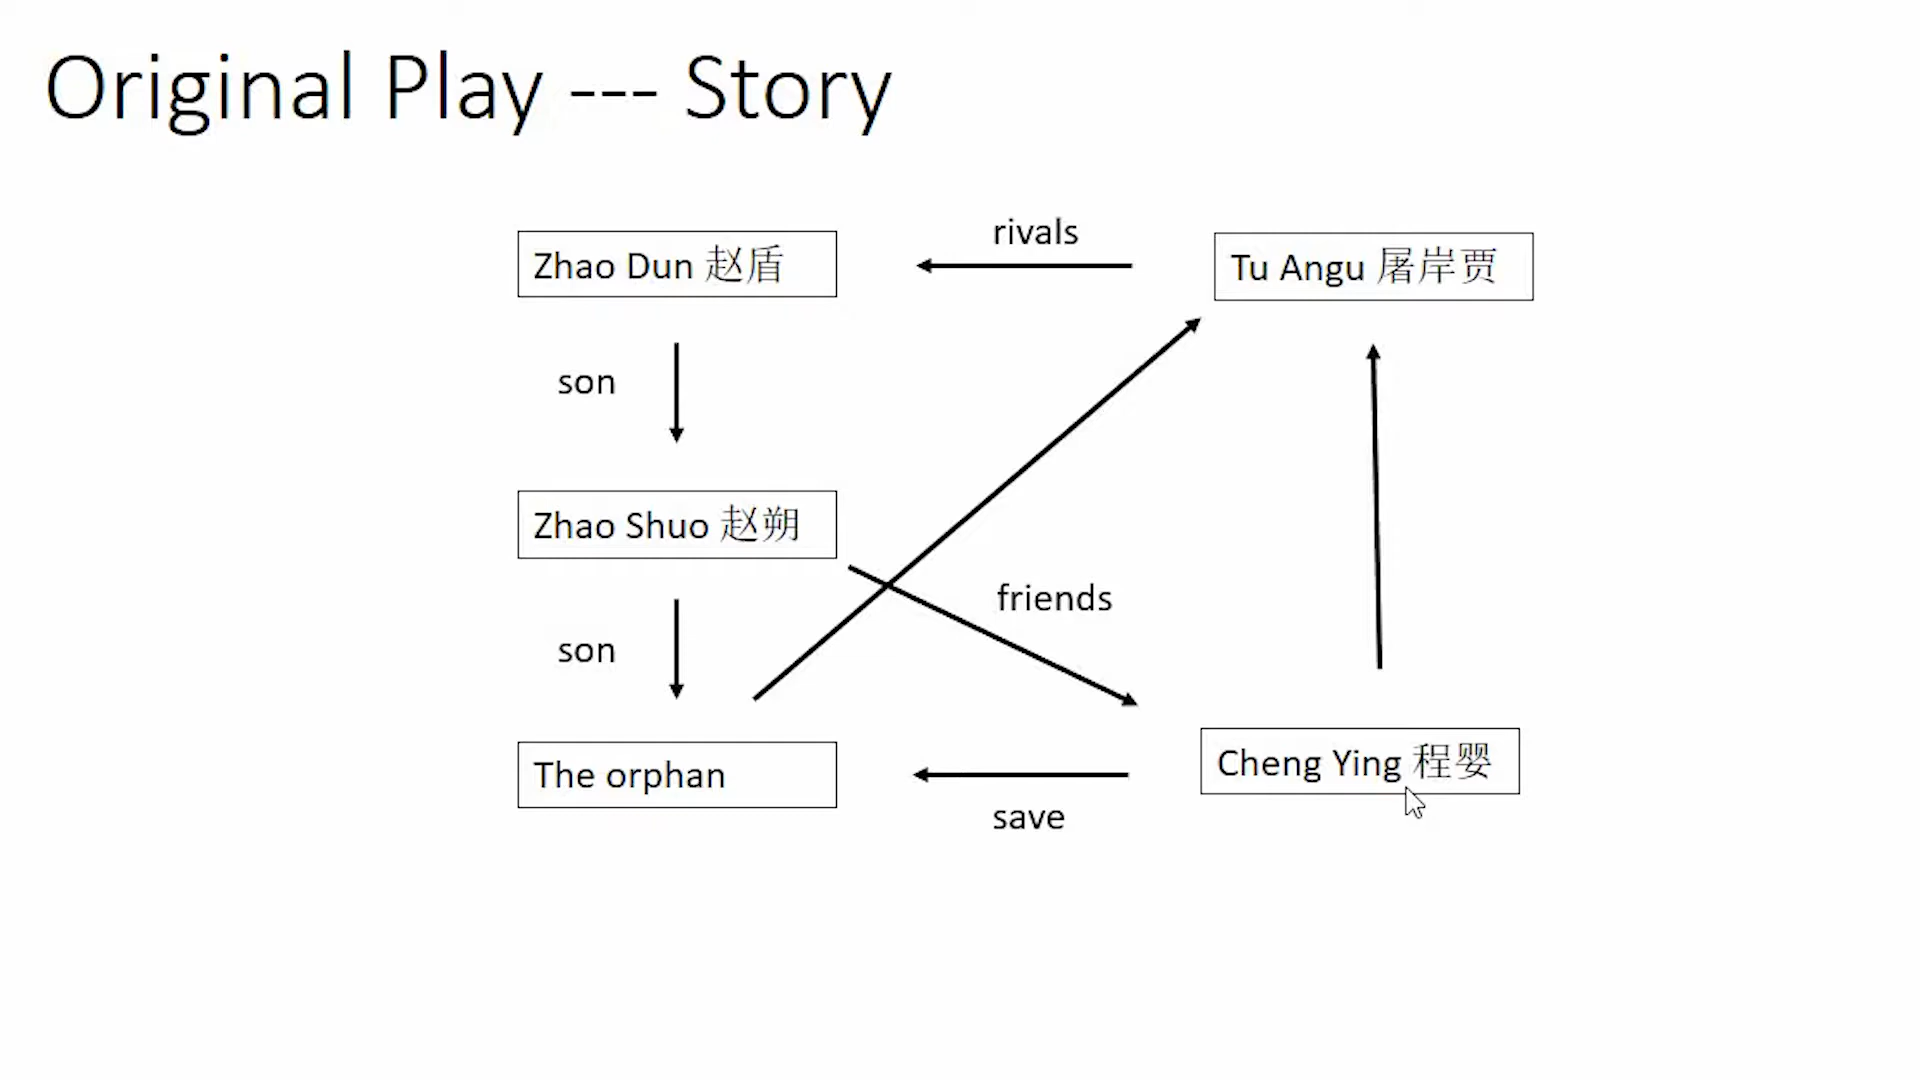 Original Play --- Story
rivals
Zhao Dun 赵盾
Tu Angu 屠岸贾
son
Zhao Shuo 赵朔
friends
son
The orphan
Cheng Ying 程婴
save